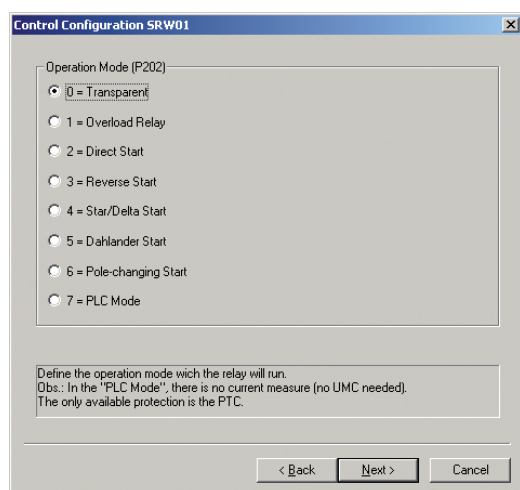 Control Configuration SRW01
Operation Mode (P202)
0 = Transparent
1 = Overload Relay
2 = Direct Start
3 = Reverse Start
4 = Star/Delta Start
5 = Dahlander Start
6 = Pole-changing Start
7 = PLC Mode
Define the operation mode wich the relay will run.
Obs.: In the "PLC Mode", there is no current measure (no UMC needed).
The only available protection is the PTC.
< Back Next > Cancel